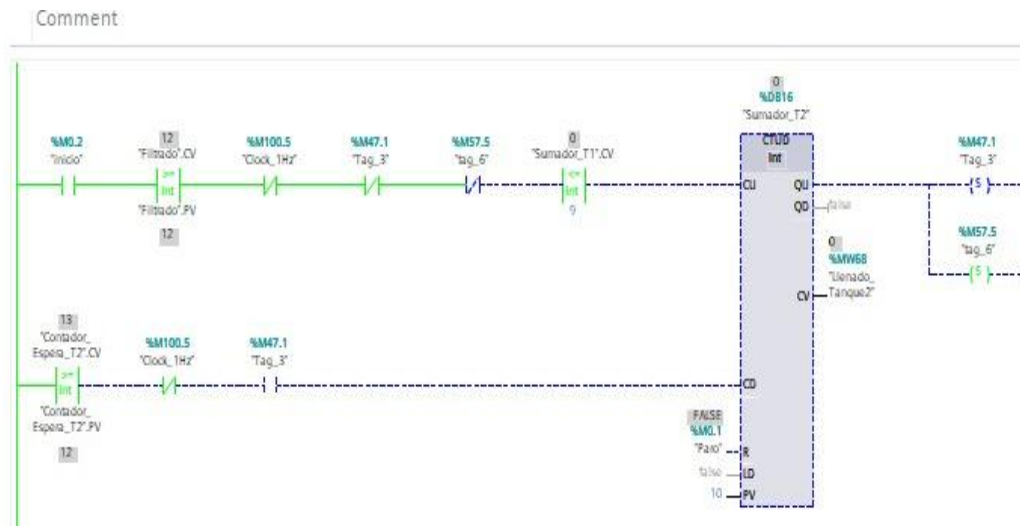 Comment
0
%DB16
"Sumador_T2"
CTUD
Int
%M0.2
"Inicio"
12
"Filtrado".CV
>=
Int
"Filtrado".PV
12
%M100.5
"Clock_1Hz"
%M47.1
"Tag_3"
%M57.5
"tag_6"
0
"Sumador_T1".CV
<=
Int
9
CU
QU
QD
false
0
%MW68
"Llenado_
Tanque2"
CV
%M47.1
"Tag_3"
S
%M57.5
"tag_6"
S
13
"Contador_
Espera_T2".CV
>=
Int
"Contador_
Espera_T2".PV
12
%M100.5
"Clock_1Hz"
%M47.1
"Tag_3"
CD
FALSE
%M0.1
"Paro"
R
false
LD
10
PV